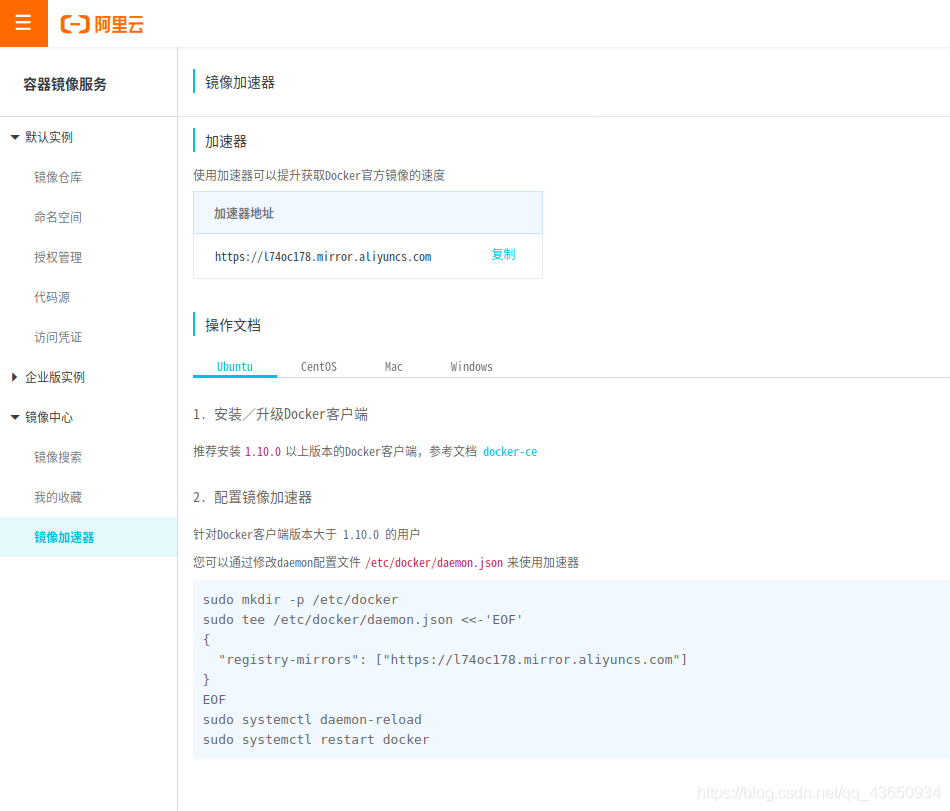 阿里云
容器镜像服务
默认实例
镜像仓库
命名空间
授权管理
代码源
访问凭证
企业版实例
镜像中心
镜像搜索
我的收藏
镜像加速器
镜像加速器
加速器
使用加速器可以提升获取Docker官方镜像的速度
加速器地址
https://l74oc178.mirror.aliyuncs.com 复制
操作文档
Ubuntu CentOS Mac Windows
1. 安装／升级Docker客户端
推荐安装 1.10.0 以上版本的Docker客户端，参考文档 docker-ce
2. 配置镜像加速器
针对Docker客户端版本大于 1.10.0 的用户
您可以通过修改daemon配置文件 /etc/docker/daemon.json 来使用加速器
sudo mkdir -p /etc/docker
sudo tee /etc/docker/daemon.json <<-'EOF'
{
  "registry-mirrors": ["https://l74oc178.mirror.aliyuncs.com"]
}
EOF
sudo systemctl daemon-reload
sudo systemctl restart docker
https://blog.csdn.net/qq_43650934